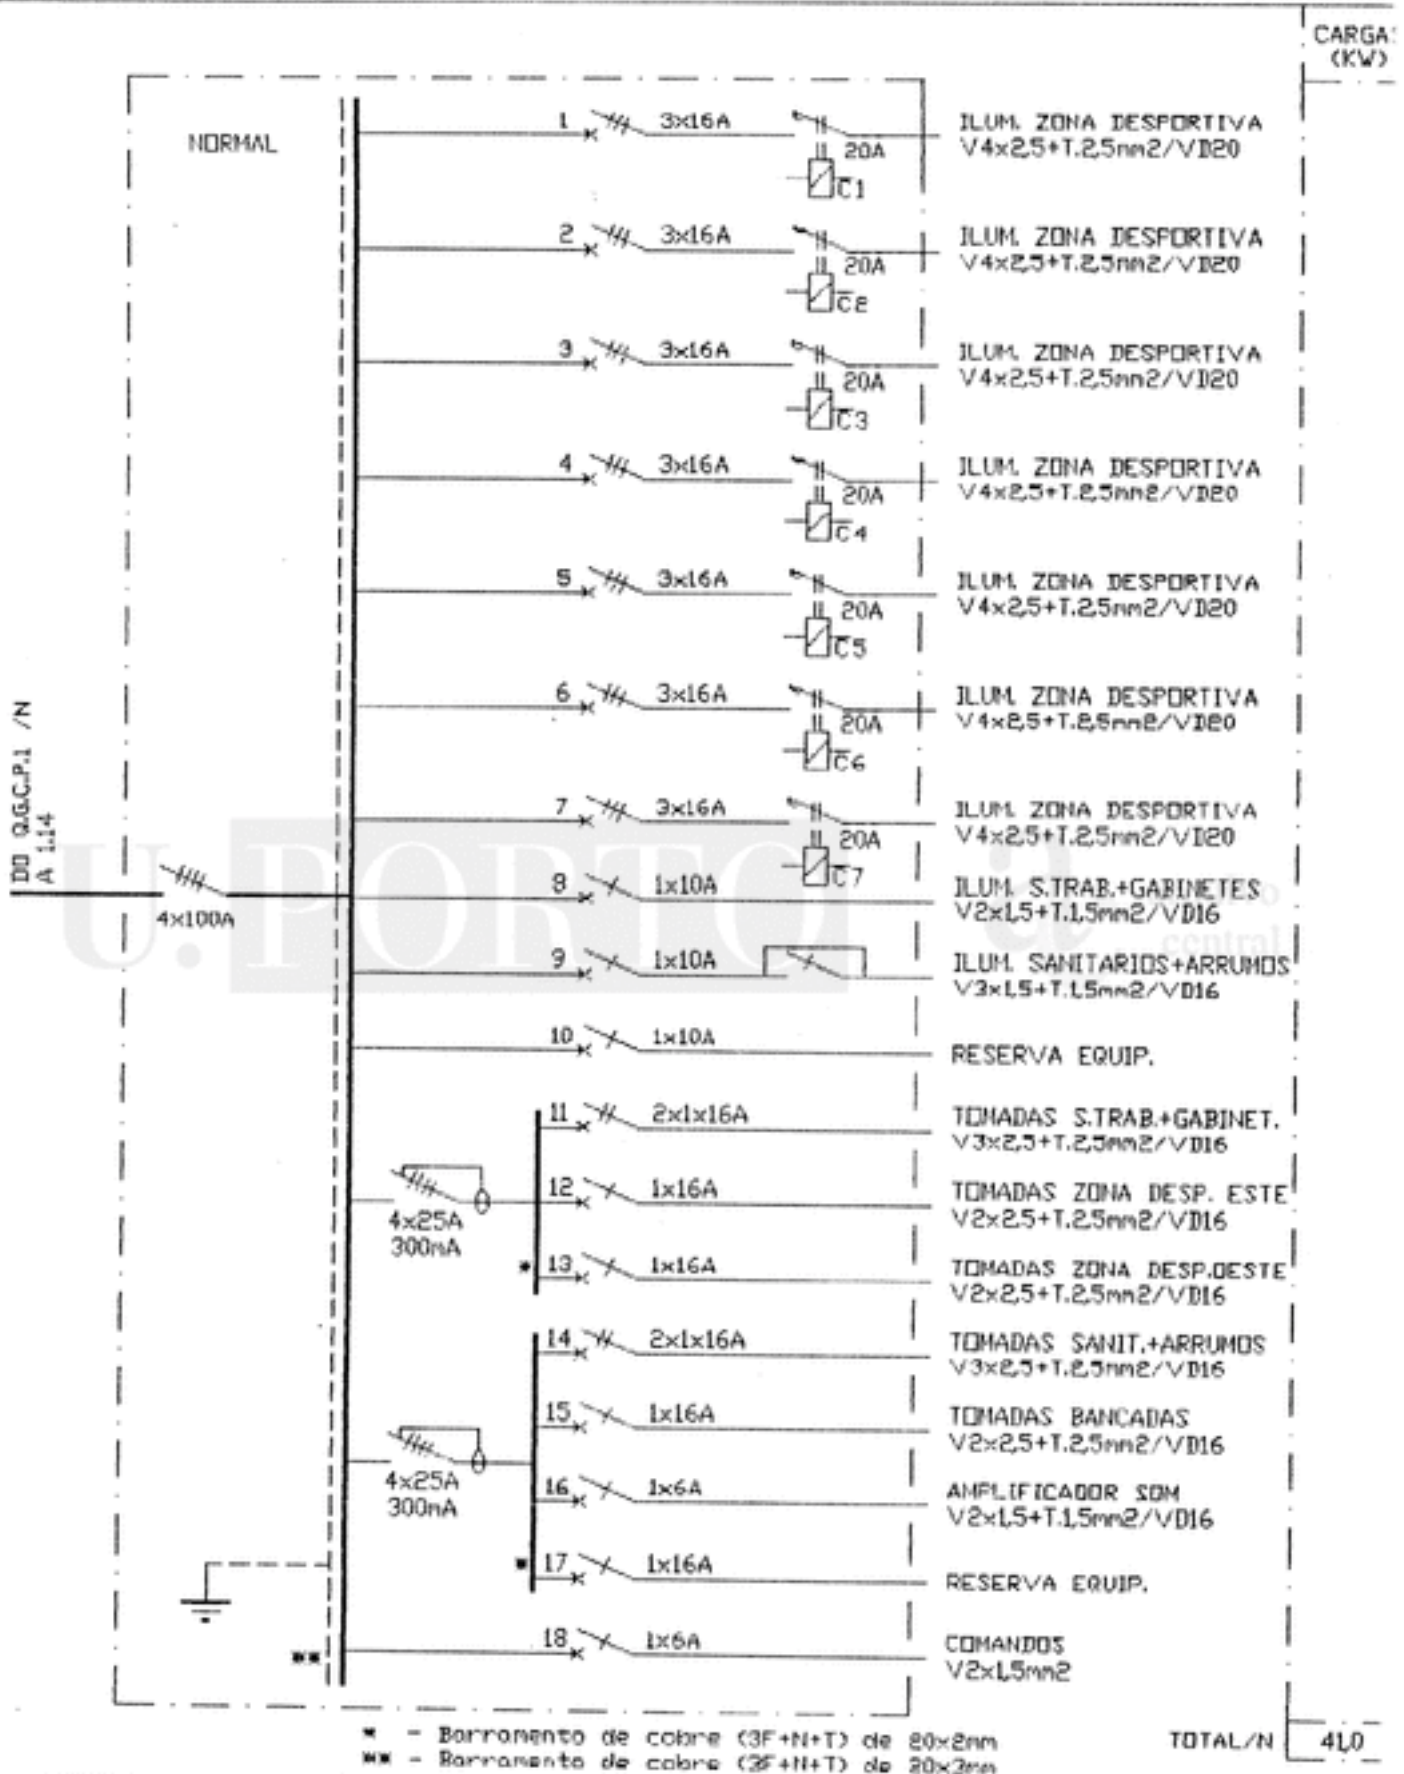 CARGAS
(KW)
NORMAL
1 3x16A ILUM. ZONA DESPORTIVA
20A V4x2,5+T.2,5mm2/VD20
C1
2 3x16A ILUM. ZONA DESPORTIVA
20A V4x2,5+T.2,5mm2/VD20
C2
3 3x16A ILUM. ZONA DESPORTIVA
20A V4x2,5+T.2,5mm2/VD20
C3
4 3x16A ILUM. ZONA DESPORTIVA
20A V4x2,5+T.2,5mm2/VD20
C4
5 3x16A ILUM. ZONA DESPORTIVA
20A V4x2,5+T.2,5mm2/VD20
C5
6 3x16A ILUM. ZONA DESPORTIVA
20A V4x2,5+T.2,5mm2/VD20
C6
7 3x16A ILUM. ZONA DESPORTIVA
20A V4x2,5+T.2,5mm2/VD20
C7
DO Q.G.C.P.1 /N
A 1.14
4x100A
U. PORTO
a
central
8 1x10A ILUM. S.TRAB.+GABINETES
V2x1,5+T.1,5mm2/VD16
9 1x10A ILUM. SANITARIOS+ARRUMOS
V3x1,5+T.1,5mm2/VD16
10 1x10A RESERVA EQUIP.
11 2x1x16A TOMADAS S.TRAB.+GABINET.
V3x2,5+T.2,5mm2/VD16
4x25A
300mA
12 1x16A TOMADAS ZONA DESP. ESTE
V2x2,5+T.2,5mm2/VD16
* 13 1x16A TOMADAS ZONA DESP.OESTE
V2x2,5+T.2,5mm2/VD16
14 2x1x16A TOMADAS SANIT.+ARRUMOS
V3x2,5+T.2,5mm2/VD16
15 1x16A TOMADAS BANCADAS
V2x2,5+T.2,5mm2/VD16
4x25A
300mA
16 1x6A AMPLIFICADOR SOM
V2x1,5+T.1,5mm2/VD16
* 17 1x16A RESERVA EQUIP.
** 18 1x6A COMANDOS
V2x1,5mm2
* - Barramento de cobre (3F+N+T) de 20x2mm
** - Barramento de cobre (3F+N+T) de 20x3mm
TOTAL/N 41,0